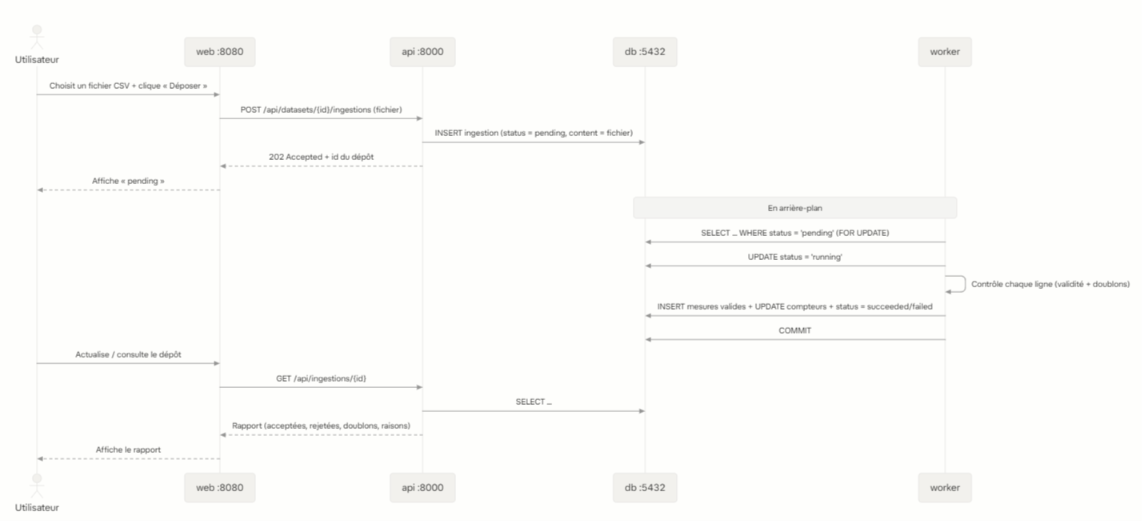 web :8080
api :8000
db :5432
worker
Utilisateur
Choisit un fichier CSV + clique « Déposer »
POST /api/datasets/{id}/ingestions (fichier)
INSERT ingestion (status = pending, content = fichier)
202 Accepted + id du dépôt
Affiche « pending »
En arrière-plan
SELECT … WHERE status = 'pending' (FOR UPDATE)
UPDATE status = 'running'
Contrôle chaque ligne (validité + doublons)
INSERT mesures valides + UPDATE compteurs + status = succeeded/failed
COMMIT
Actualise / consulte le dépôt
GET /api/ingestions/{id}
SELECT …
Rapport (acceptées, rejetées, doublons, raisons)
Affiche le rapport
web :8080
api :8000
db :5432
worker
Utilisateur